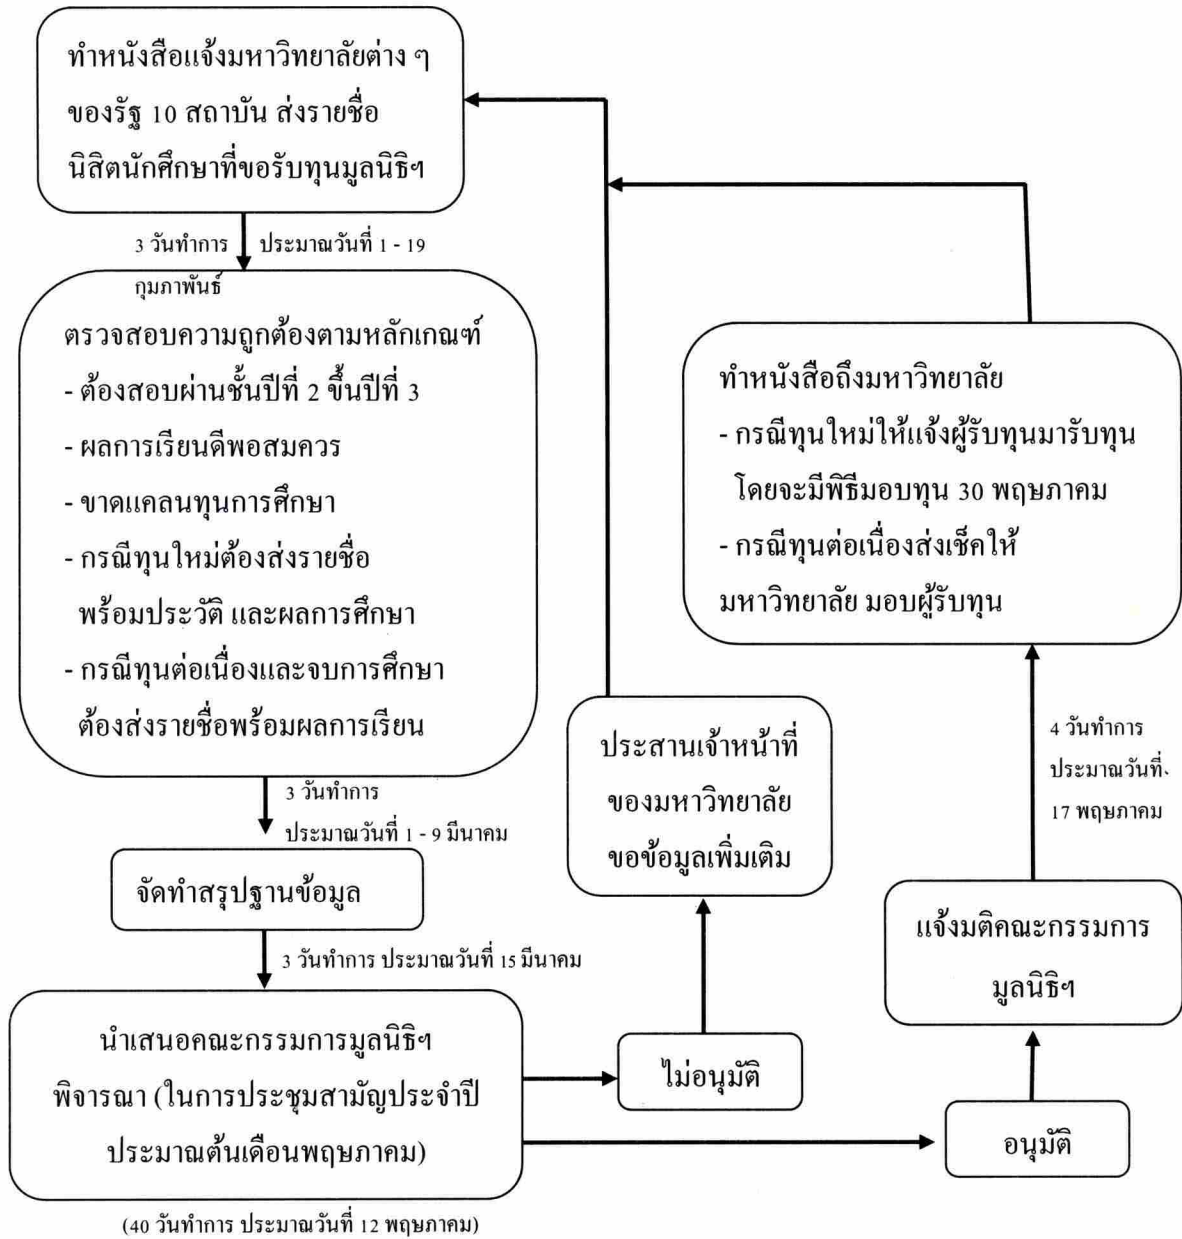 ทำหนังสือแจ้งมหาวิทยาลัยต่าง ๆ
ของรัฐ 10 สถาบัน ส่งรายชื่อ
นิสิตนักศึกษาที่ขอรับทุนมูลนิธิฯ
3 วันทำการ ประมาณวันที่ 1 - 19
กุมภาพันธ์
ตรวจสอบความถูกต้องตามหลักเกณฑ์
- ต้องสอบผ่านชั้นปีที่ 2 ขึ้นปีที่ 3
- ผลการเรียนดีพอสมควร
- ขาดแคลนทุนการศึกษา
- กรณีทุนใหม่ต้องส่งรายชื่อ
พร้อมประวัติ และผลการศึกษา
- กรณีทุนต่อเนื่องและจบการศึกษา
ต้องส่งรายชื่อพร้อมผลการเรียน
3 วันทำการ
ประมาณวันที่ 1 - 9 มีนาคม
จัดทำสรุปฐานข้อมูล
3 วันทำการ ประมาณวันที่ 15 มีนาคม
นำเสนอคณะกรรมการมูลนิธิฯ
พิจารณา (ในการประชุมสามัญประจำปี
ประมาณต้นเดือนพฤษภาคม)
(40 วันทำการ ประมาณวันที่ 12 พฤษภาคม)
ไม่อนุมัติ
ประสานเจ้าหน้าที่
ของมหาวิทยาลัย
ขอข้อมูลเพิ่มเติม
อนุมัติ
แจ้งมติคณะกรรมการ
มูลนิธิฯ
4 วันทำการ
ประมาณวันที่
17 พฤษภาคม
ทำหนังสือถึงมหาวิทยาลัย
- กรณีทุนใหม่ให้แจ้งผู้รับทุนมารับทุน
โดยจะมีพิธีมอบทุน 30 พฤษภาคม
- กรณีทุนต่อเนื่องส่งเช็คให้
มหาวิทยาลัย มอบผู้รับทุน